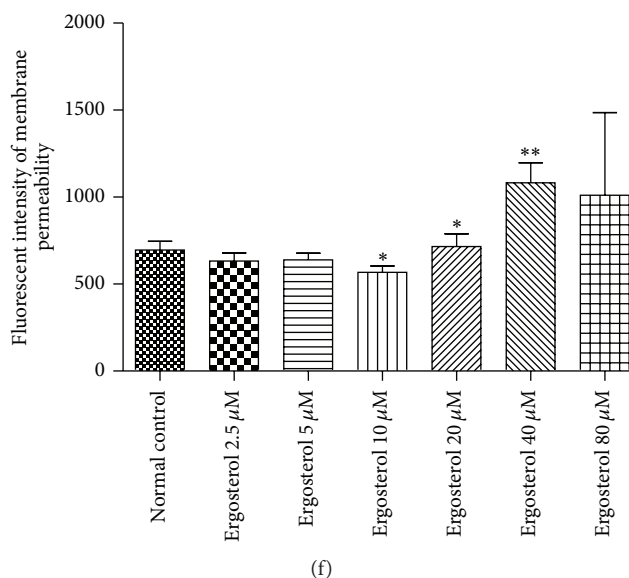 2000
1500
1000
500
0
Fluorescent intensity of membrane
permeability
*
*
**
Normal control
Ergosterol 2.5 μM
Ergosterol 5 μM
Ergosterol 10 μM
Ergosterol 20 μM
Ergosterol 40 μM
Ergosterol 80 μM
(f)